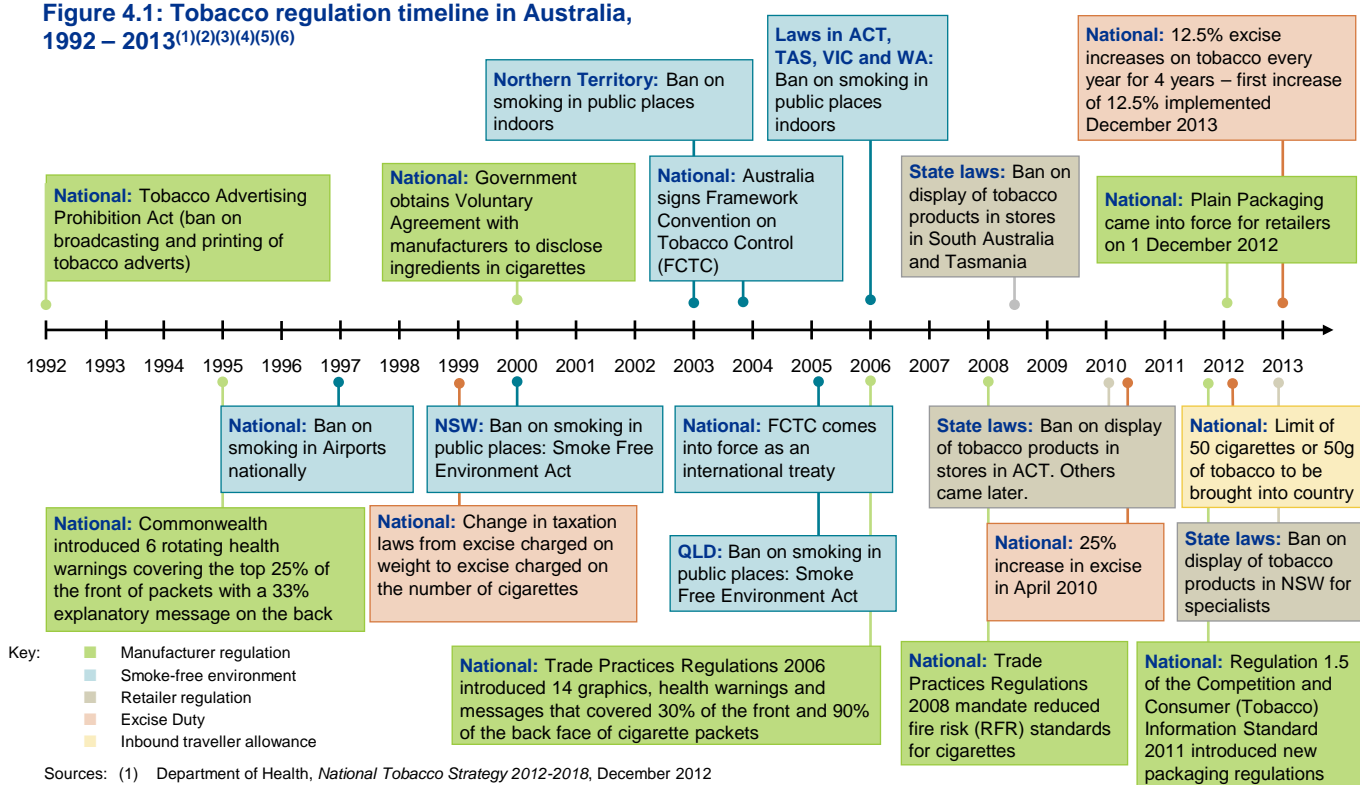 Figure 4.1: Tobacco regulation timeline in Australia,
1992 – 2013(1)(2)(3)(4)(5)(6)
Northern Territory: Ban on
smoking in public places
indoors
Laws in ACT,
TAS, VIC and WA:
Ban on smoking in
public places
indoors
National: 12.5% excise
increases on tobacco every
year for 4 years – first increase
of 12.5% implemented
December 2013
National: Tobacco Advertising
Prohibition Act (ban on
broadcasting and printing of
tobacco adverts)
National: Government
obtains Voluntary
Agreement with
manufacturers to disclose
ingredients in cigarettes
National: Australia
signs Framework
Convention on
Tobacco Control
(FCTC)
State laws: Ban on
display of tobacco
products in stores
in South Australia
and Tasmania
National: Plain Packaging
came into force for retailers
on 1 December 2012
1992 1993 1994 1995 1996 1997 1998 1999 2000 2001 2002 2003 2004 2005 2006 2007 2008 2009 2010 2011 2012 2013
National: Ban on
smoking in Airports
nationally
NSW: Ban on smoking in
public places: Smoke Free
Environment Act
National: FCTC comes
into force as an
international treaty
State laws: Ban on display
of tobacco products in
stores in ACT. Others
came later.
National: Limit of
50 cigarettes or 50g
of tobacco to be
brought into country
National: Commonwealth
introduced 6 rotating health
warnings covering the top 25% of
the front of packets with a 33%
explanatory message on the back
National: Change in taxation
laws from excise charged on
weight to excise charged on
the number of cigarettes
QLD: Ban on smoking in
public places: Smoke
Free Environment Act
National: 25%
increase in excise
in April 2010
State laws: Ban on
display of tobacco
products in NSW for
specialists
Key:
Manufacturer regulation
Smoke-free environment
Retailer regulation
Excise Duty
Inbound traveller allowance
National: Trade Practices Regulations 2006
introduced 14 graphics, health warnings and
messages that covered 30% of the front and 90%
of the back face of cigarette packets
National: Trade
Practices Regulations
2008 mandate reduced
fire risk (RFR) standards
for cigarettes
National: Regulation 1.5
of the Competition and
Consumer (Tobacco)
Information Standard
2011 introduced new
packaging regulations
Sources: (1) Department of Health, National Tobacco Strategy 2012-2018, December 2012